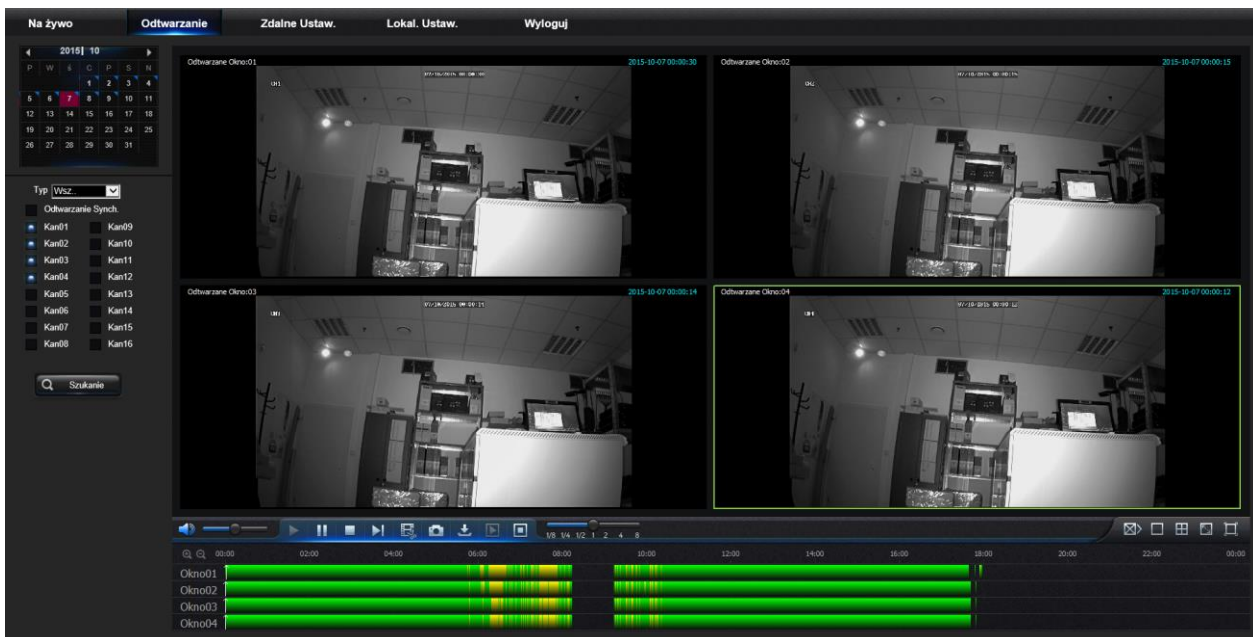 Na żywo Odtwarzanie Zdalne Ustaw. Lokal. Ustaw. Wyloguj
2015 10
P W Ś C P S N
1 2 3 4
5 6 7 8 9 10 11
12 13 14 15 16 17 18
19 20 21 22 23 24 25
26 27 28 29 30 31
Typ Wsz..
Odtwarzanie Synch.
Kan01 Kan09
Kan02 Kan10
Kan03 Kan11
Kan04 Kan12
Kan05 Kan13
Kan06 Kan14
Kan07 Kan15
Kan08 Kan16
Szukanie
Odtwarzane Okno:01 2015-10-07 00:00:30
CH1
Odtwarzane Okno:02 2015-10-07 00:00:15
CH2
Odtwarzane Okno:03 2015-10-07 00:00:14
Odtwarzane Okno:04 2015-10-07 00:00:12
1/8 1/4 1/2 1 2 4 8
00:00 02:00 04:00 06:00 08:00 10:00 12:00 14:00 16:00 18:00 20:00 22:00 00:00
Okno01
Okno02
Okno03
Okno04